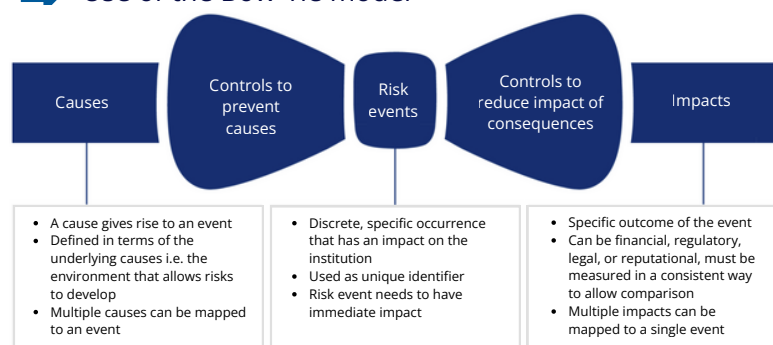 Use of the Bow-Tie model
Causes
Controls to
prevent
causes
Risk
events
Controls to
reduce impact of
consequences
Impacts
• A cause gives rise to an event
• Defined in terms of the
underlying causes i.e. the
environment that allows risks
to develop
• Multiple causes can be mapped
to an event
• Discrete, specific occurrence
that has an impact on the
institution
• Used as unique identifier
• Risk event needs to have
immediate impact
• Specific outcome of the event
• Can be financial, regulatory,
legal, or reputational, must be
measured in a consistent way
to allow comparison
• Multiple impacts can be
mapped to a single event